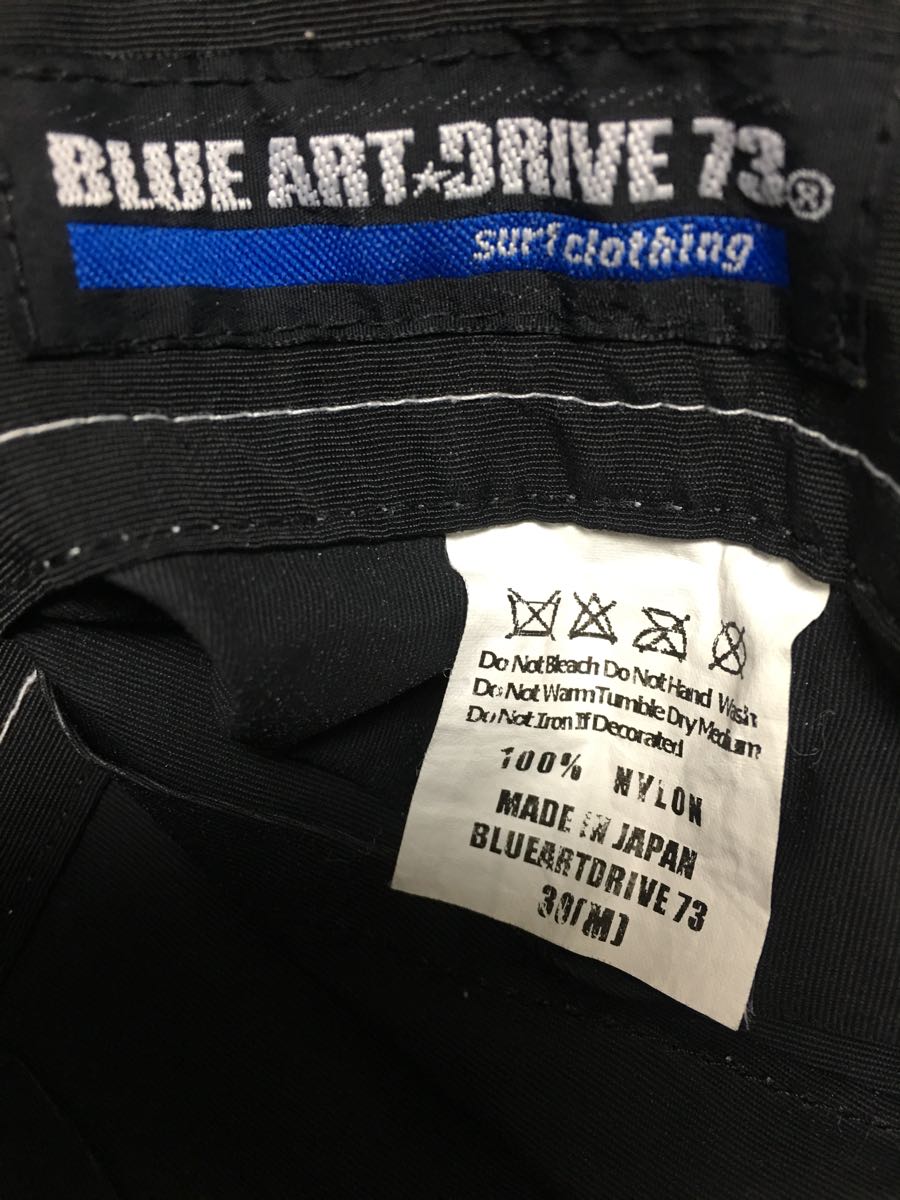 BLUE ART★DRIVE 73®
surf clothing
Do Not Bleach Do Not Hand Wash
Do Not Warm Tumble Dry Medium
Do Not Iron If Decorated
100% NYLON
MADE IN JAPAN
BLUEARTDRIVE 73
30(M)